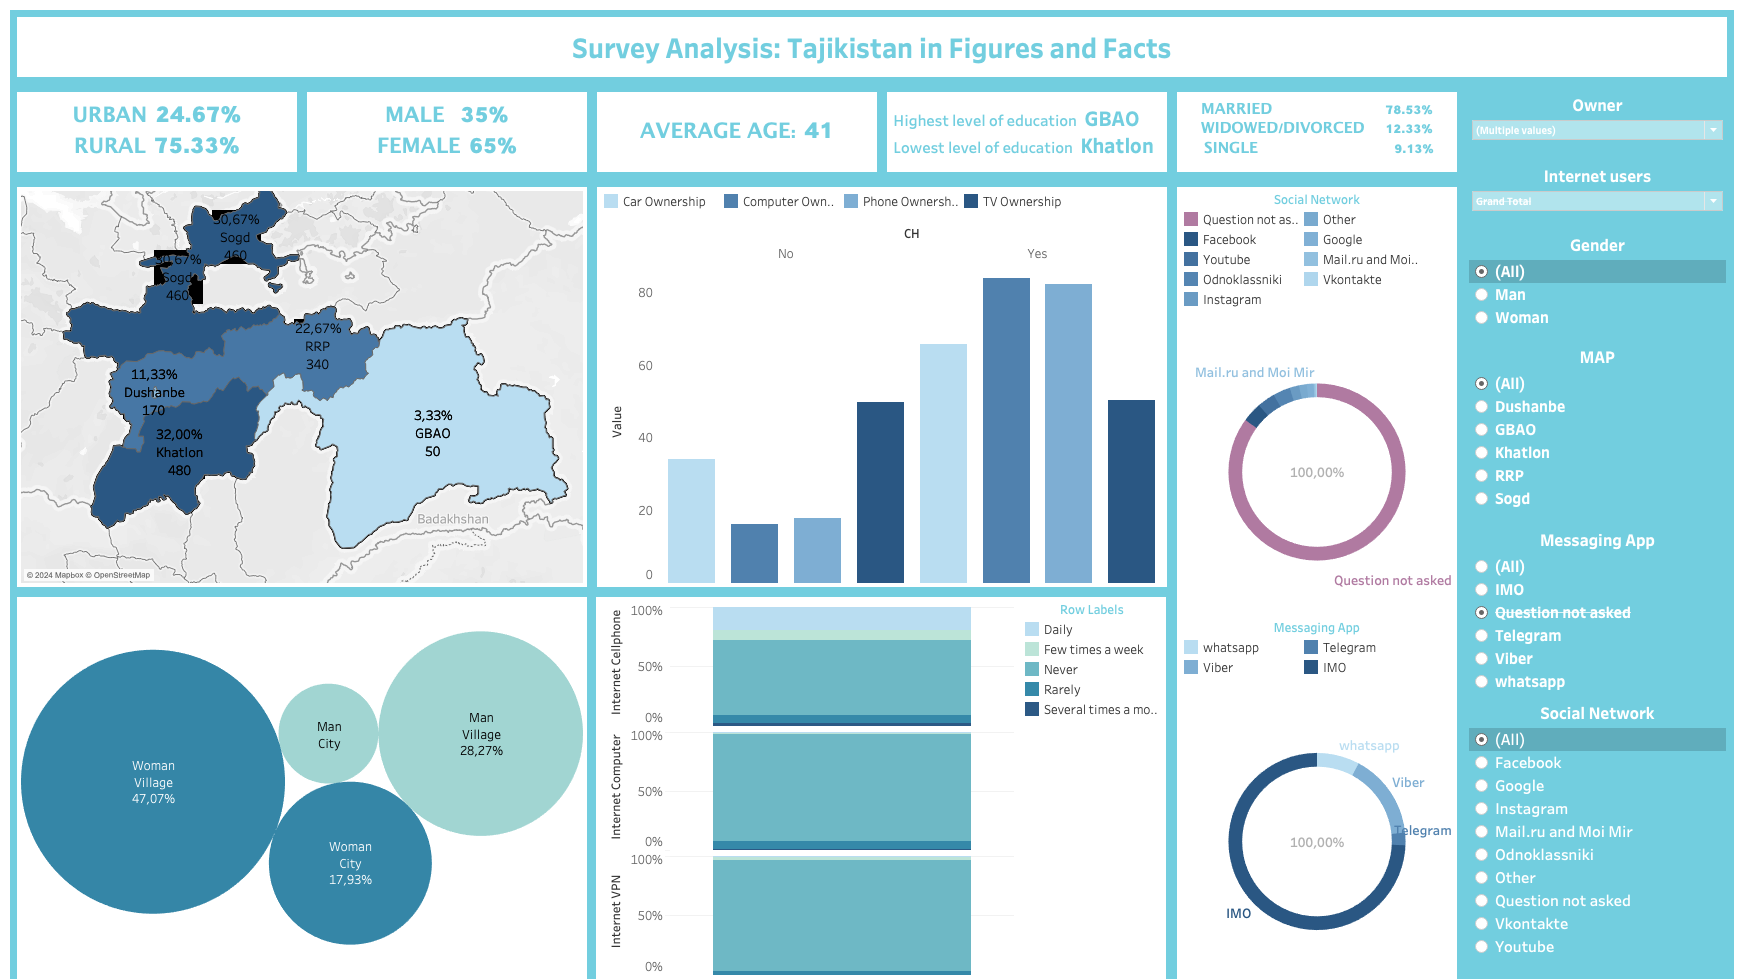 Survey Analysis: Tajikistan in Figures and Facts
URBAN 24.67%
RURAL 75.33%
MALE 35%
FEMALE 65%
AVERAGE AGE: 41
Highest level of education GBAO
Lowest level of education Khatlon
MARRIED 78.53%
WIDOWED/DIVORCED 12.33%
SINGLE 9.13%
Owner
(Multiple values)
Internet users
Grand Total
Gender
(All)
Man
Woman
MAP
(All)
Dushanbe
GBAO
Khatlon
RRP
Sogd
Messaging App
(All)
IMO
Question not asked
Telegram
Viber
whatsapp
Social Network
(All)
Facebook
Google
Instagram
Mail.ru and Moi Mir
Odnoklassniki
Other
Question not asked
Vkontakte
Youtube
30,67%
Sogd
460
30,67%
Sogd
460
22,67%
RRP
340
11,33%
Dushanbe
170
32,00%
Khatlon
480
3,33%
GBAO
50
Badakhshan
© 2024 Mapbox © OpenStreetMap
Car Ownership
Computer Own..
Phone Ownersh..
TV Ownership
CH
No
Yes
Value
80
60
40
20
0
Social Network
Question not as..
Other
Facebook
Google
Youtube
Mail.ru and Moi..
Odnoklassniki
Vkontakte
Instagram
Mail.ru and Moi Mir
100,00%
Question not asked
Messaging App
whatsapp
Telegram
Viber
IMO
whatsapp
Viber
Telegram
100,00%
IMO
Woman
Village
47,07%
Man
City
Man
Village
28,27%
Woman
City
17,93%
Internet Cellphone
100%
50%
0%
Internet Computer
100%
50%
0%
Internet VPN
100%
50%
0%
Row Labels
Daily
Few times a week
Never
Rarely
Several times a mo..